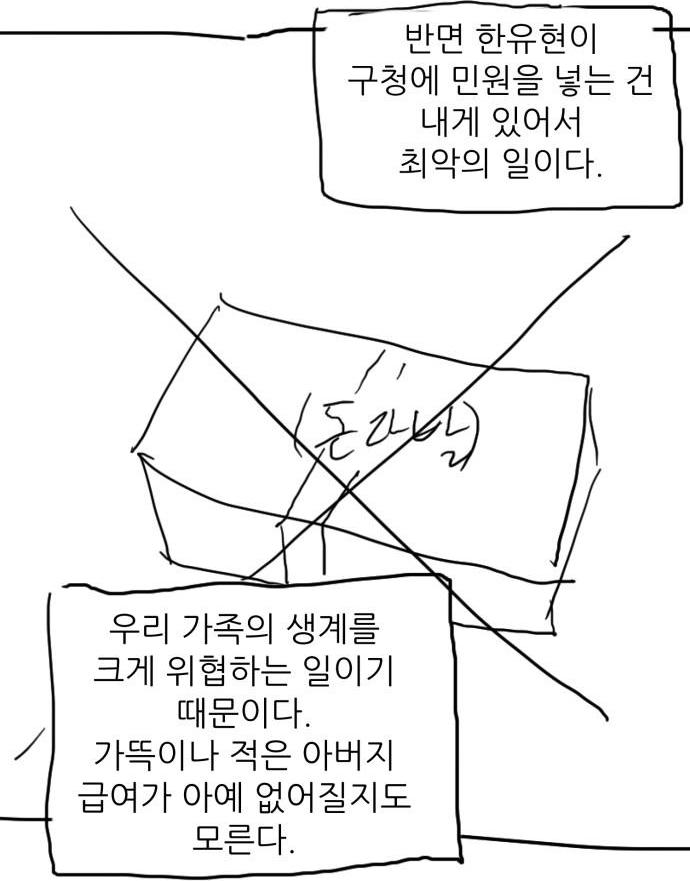 반면 한유현이
구청에 민원을 넣는 건
내게 있어서
최악의 일이다.
(돈다발)
우리 가족의 생계를
크게 위협하는 일이기
때문이다.
가뜩이나 적은 아버지
급여가 아예 없어질지도
모른다.